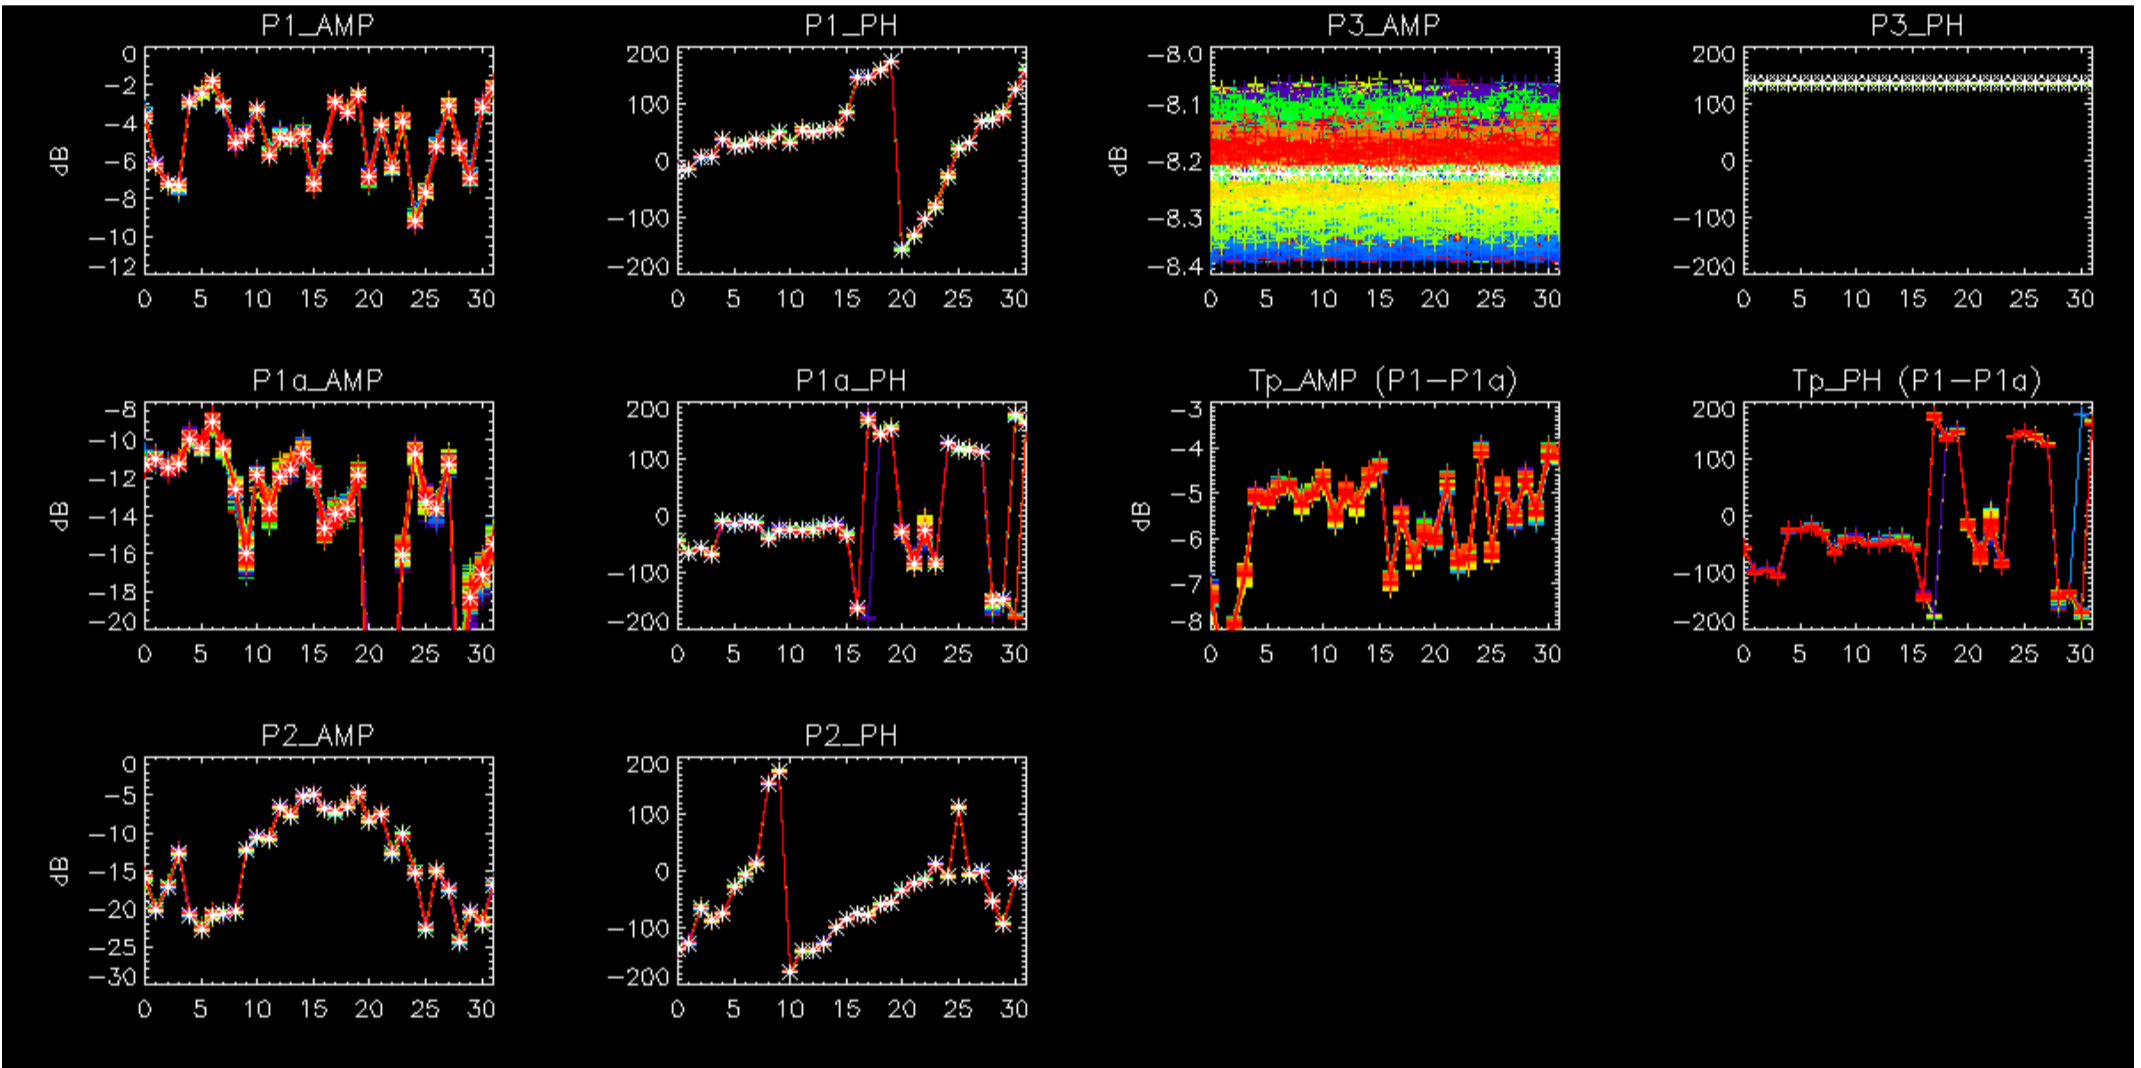 P1_AMP P1_PH P3_AMP P3_PH
0 200 -8.0 200
-2 100 -8.1 100
-4 0 -8.2 0
-6 -100 -8.3 -100
-8 -200 -8.4 -200
-10
-12
dB dB
0 5 10 15 20 25 30 0 5 10 15 20 25 30 0 5 10 15 20 25 30 0 5 10 15 20 25 30
P1a_AMP P1a_PH Tp_AMP (P1-P1a) Tp_PH (P1-P1a)
-8 200 -3 200
-10 100 -4 100
-12 0 -5 0
-14 -100 -6 -100
-16 -200 -7 -200
-18 -8
-20
dB dB
0 5 10 15 20 25 30 0 5 10 15 20 25 30 0 5 10 15 20 25 30 0 5 10 15 20 25 30
P2_AMP P2_PH
0 200
-5 100
-10 0
-15 -100
-20 -200
-25
-30
dB
0 5 10 15 20 25 30 0 5 10 15 20 25 30